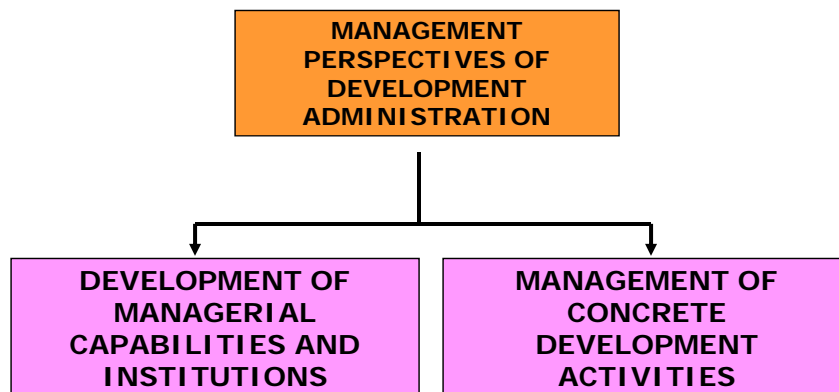 MANAGEMENT
PERSPECTIVES OF
DEVELOPMENT
ADMINISTRATION
DEVELOPMENT OF
MANAGERIAL
CAPABILITIES AND
INSTITUTIONS
MANAGEMENT OF
CONCRETE
DEVELOPMENT
ACTIVITIES